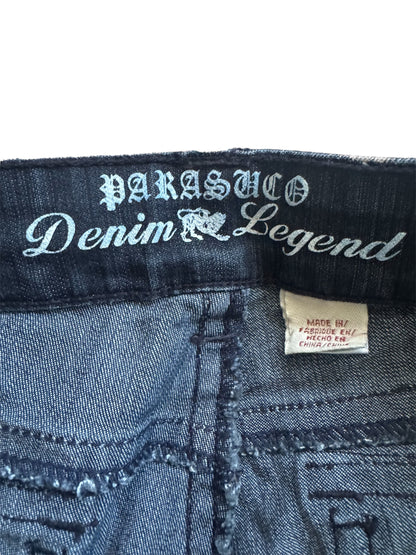 PARASUCO
Denim Legend
MADE IN/
FABRIQUE EN/
HECHO EN
CHINA/CHINE